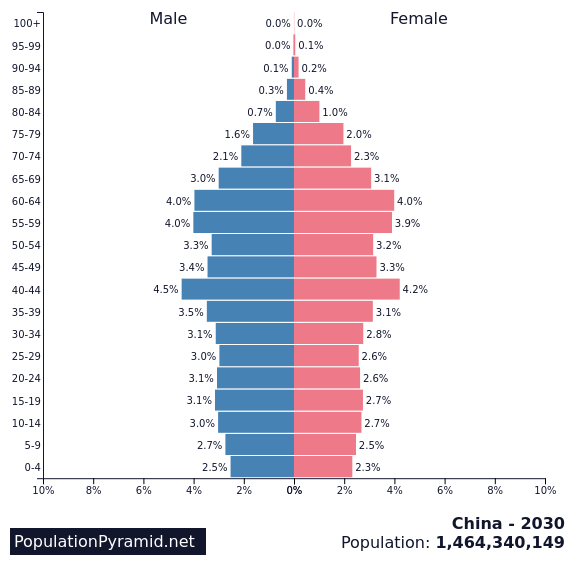 Male Female
100+ 0.0% 0.0%
95-99 0.0% 0.1%
90-94 0.1% 0.2%
85-89 0.3% 0.4%
80-84 0.7% 1.0%
75-79 1.6% 2.0%
70-74 2.1% 2.3%
65-69 3.0% 3.1%
60-64 4.0% 4.0%
55-59 4.0% 3.9%
50-54 3.3% 3.2%
45-49 3.4% 3.3%
40-44 4.5% 4.2%
35-39 3.5% 3.1%
30-34 3.1% 2.8%
25-29 3.0% 2.6%
20-24 3.1% 2.6%
15-19 3.1% 2.7%
10-14 3.0% 2.7%
5-9 2.7% 2.5%
0-4 2.5% 2.3%
10% 8% 6% 4% 2% 0% 2% 4% 6% 8% 10%
China - 2030
PopulationPyramid.net Population: 1,464,340,149